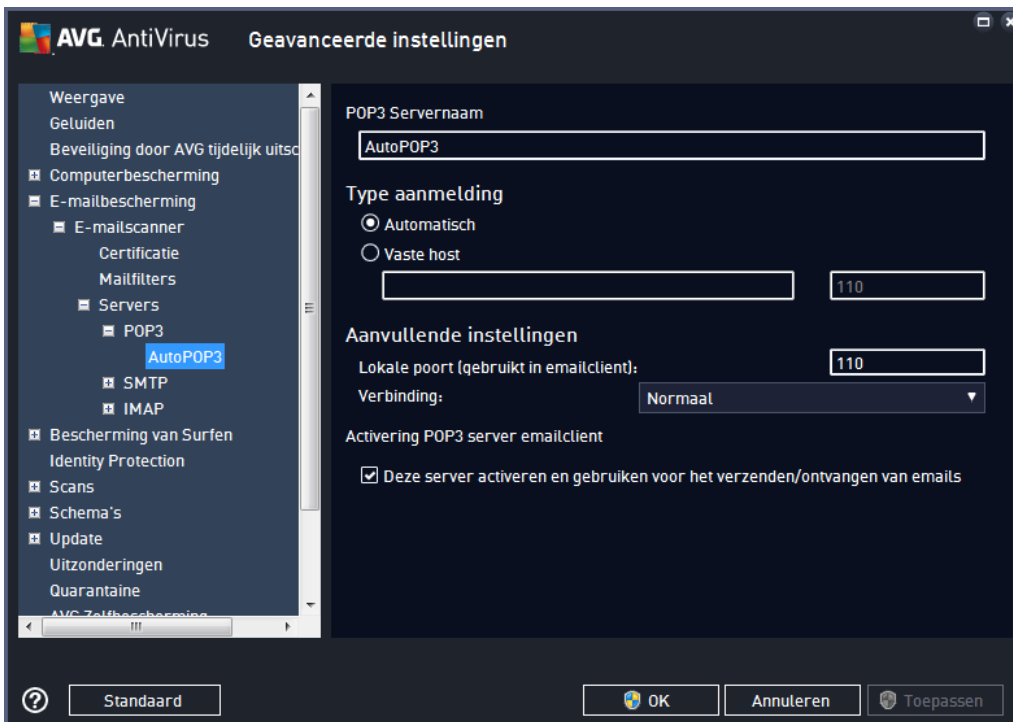 AVG AntiVirus Geavanceerde instellingen
Weergave
Geluiden
Beveiliging door AVG tijdelijk uitsc
Computerbescherming
E-mailbescherming
E-mailscanner
Certificatie
Mailfilters
Servers
POP3
AutoPOP3
SMTP
IMAP
Bescherming van Surfen
Identity Protection
Scans
Schema's
Update
Uitzonderingen
Quarantaine
AVG Zelfbescherming
POP3 Servernaam
AutoPOP3
Type aanmelding
Automatisch
Vaste host
110
Aanvullende instellingen
Lokale poort (gebruikt in emailclient): 110
Verbinding: Normaal
Activering POP3 server emailclient
Deze server activeren en gebruiken voor het verzenden/ontvangen van emails
Standaard OK Annuleren Toepassen